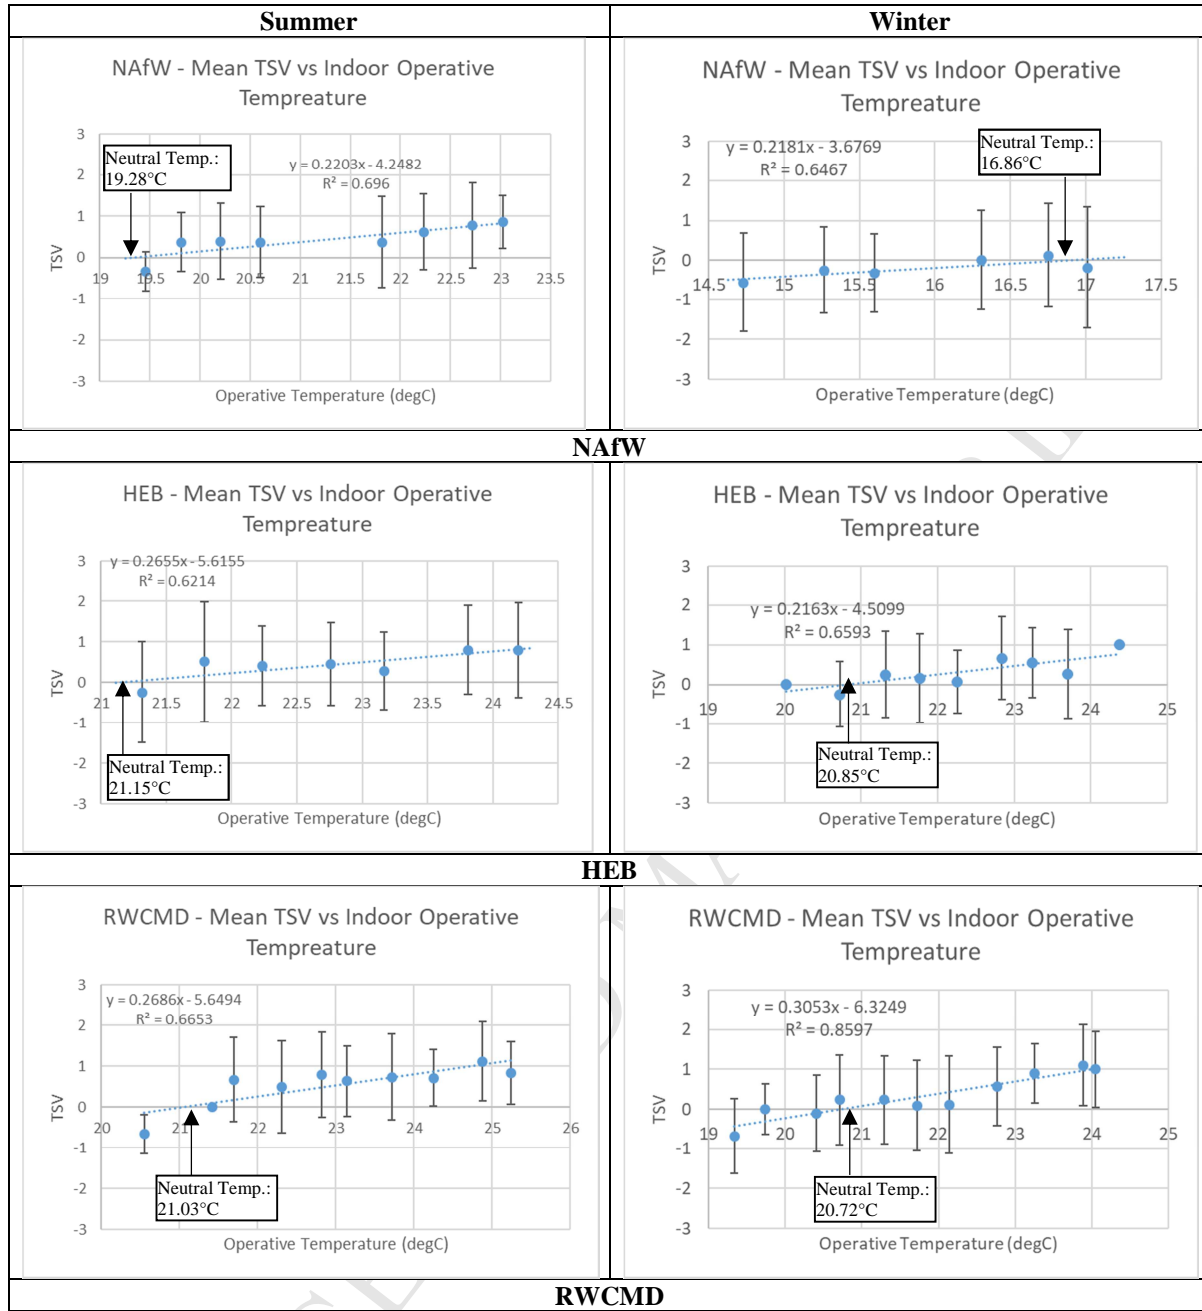 Summer
Winter
NAfW - Mean TSV vs Indoor Operative
Tempreature
3
2
1
0
-1
-2
-3
TSV
Neutral Temp.:
19.28°C
y = 0.2203x - 4.2482
R² = 0.696
19 19.5 20 20.5 21 21.5 22 22.5 23 23.5
Operative Temperature (degC)
NAfW - Mean TSV vs Indoor Operative
Tempreature
3
2
1
0
-1
-2
-3
TSV
y = 0.2181x - 3.6769
R² = 0.6467
Neutral Temp.:
16.86°C
14.5 15 15.5 16 16.5 17 17.5
Operative Temperature (degC)
NAfW
HEB - Mean TSV vs Indoor Operative
Tempreature
3
2
1
0
-1
-2
-3
TSV
y = 0.2655x - 5.6155
R² = 0.6214
21 21.5 22 22.5 23 23.5 24 24.5
Neutral Temp.:
21.15°C
Operative Temperature (degC)
HEB - Mean TSV vs Indoor Operative
Tempreature
3
2
1
0
-1
-2
-3
TSV
y = 0.2163x - 4.5099
R² = 0.6593
19 20 21 22 23 24 25
Neutral Temp.:
20.85°C
Operative Temperature (degC)
HEB
RWCMD - Mean TSV vs Indoor Operative
Tempreature
3
2
1
0
-1
-2
-3
TSV
y = 0.2686x - 5.6494
R² = 0.6653
20 21 22 23 24 25 26
Neutral Temp.:
21.03°C
Operative Temperature (degC)
RWCMD - Mean TSV vs Indoor Operative
Tempreature
3
2
1
0
-1
-2
-3
TSV
y = 0.3053x - 6.3249
R² = 0.8597
19 20 21 22 23 24 25
Neutral Temp.:
20.72°C
Operative Temperature (degC)
RWCMD